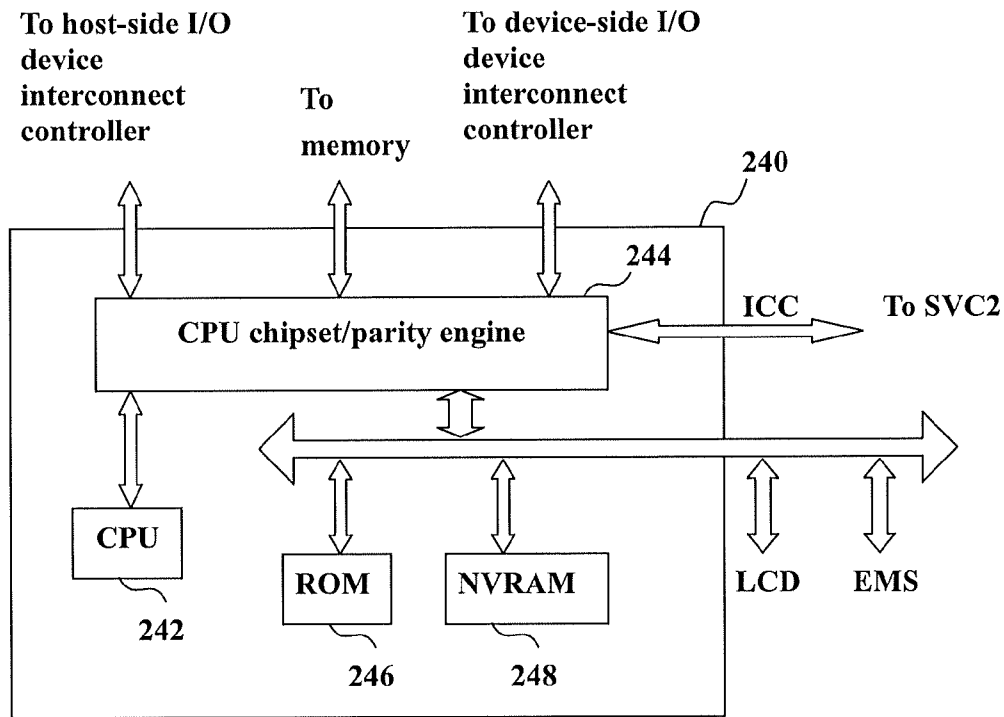 To host-side I/O
device
interconnect
controller
To
memory
To device-side I/O
device
interconnect
controller
240
244
CPU chipset/parity engine
ICC
To SVC2
CPU
ROM
NVRAM
LCD
EMS
242
246
248